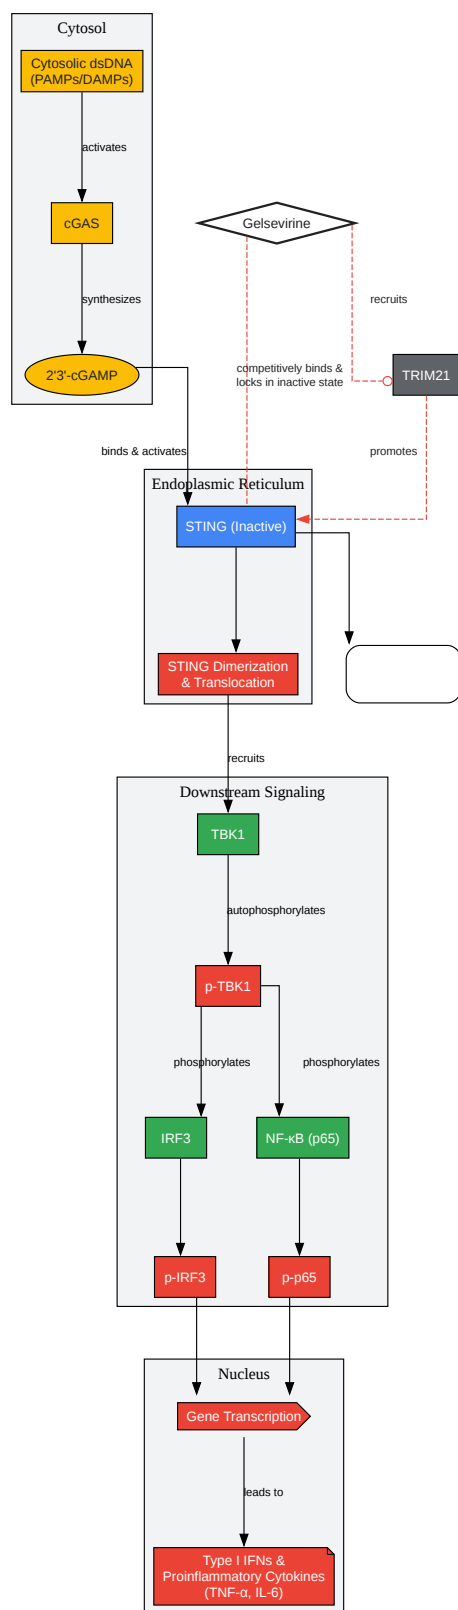 Cytosol
Cytosolic dsDNA
(PAMPs/DAMPs)
activates
cGAS
Gelsevirine
synthesizes
recruits
2'3'-cGAMP
competitively binds &
locks in inactive state
TRIM21
binds & activates
promotes
Endoplasmic Reticulum
STING (Inactive)
STING Dimerization
& Translocation
recruits
Downstream Signaling
TBK1
autophosphorylates
p-TBK1
phosphorylates
phosphorylates
IRF3
NF-κB (p65)
p-IRF3
p-p65
Nucleus
Gene Transcription
leads to
Type I IFNs &
Proinflammatory Cytokines
(TNF-α, IL-6)